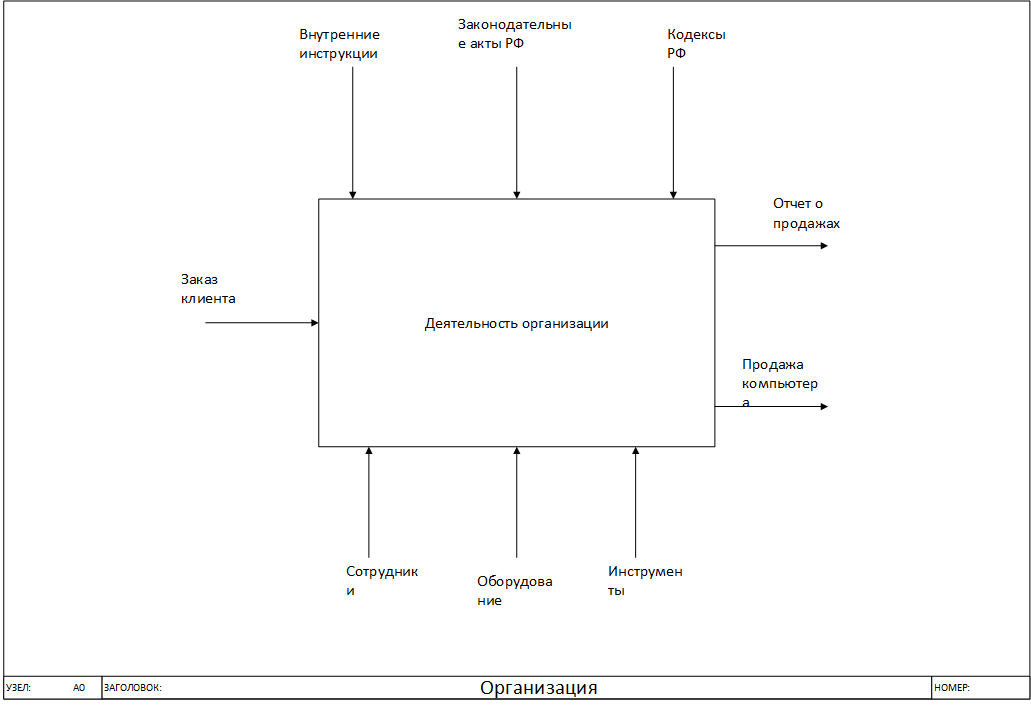 Внутренние
инструкции
Законодательны
е акты РФ
Кодексы
РФ
Отчет о
продажах
Заказ
клиента
Деятельность организации
Продажа
компьютер
а
Сотрудник
и
Оборудова
ние
Инструмен
ты
УЗЕЛ: A0 ЗАГОЛОВОК: Организация НОМЕР: